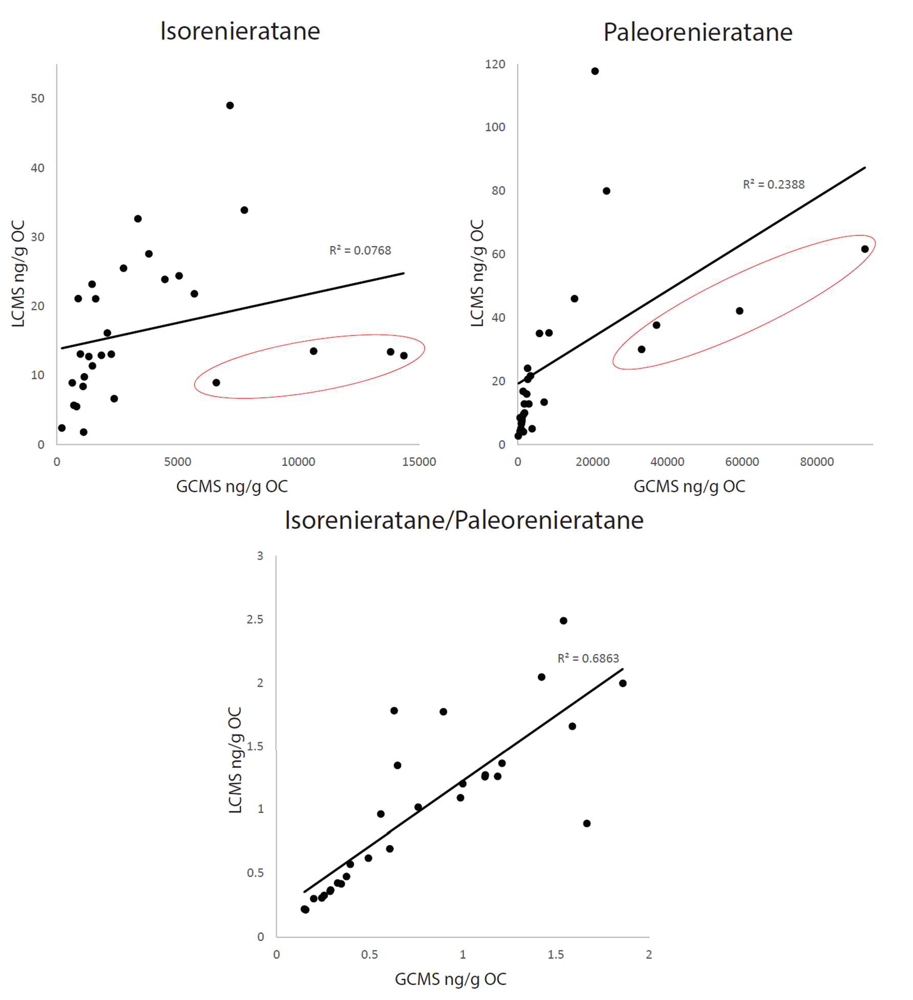 Isorenieratane
50
40
30
20
10
0
LCMS ng/g OC
R² = 0.0768
0 5000 10000 15000
GCMS ng/g OC
Paleorenieratane
120
100
80
60
40
20
0
LCMS ng/g OC
R² = 0.2388
0 20000 40000 60000 80000
GCMS ng/g OC
Isorenieratane/Paleorenieratane
3
2.5
2
1.5
1
0.5
0
LCMS ng/g OC
R² = 0.6863
0 0.5 1 1.5 2
GCMS ng/g OC